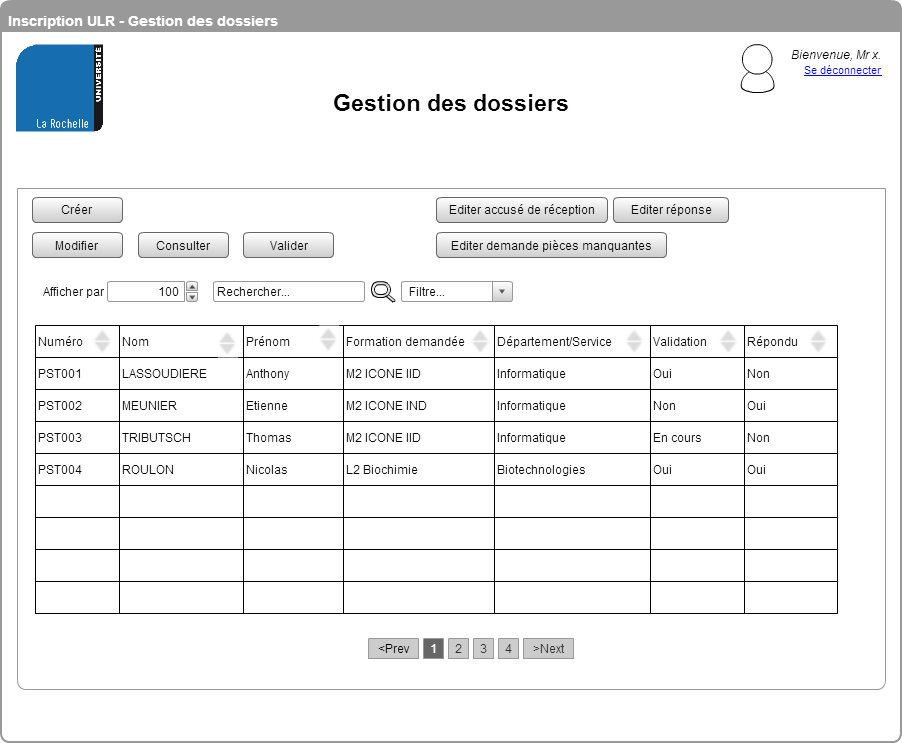 Inscription ULR - Gestion des dossiers
UNIVERSITÉ
La Rochelle
Bienvenue, Mr x.
Se déconnecter
Gestion des dossiers
Créer Editer accusé de réception Editer réponse
Modifier Consulter Valider Editer demande pièces manquantes
Afficher par 100 Rechercher... Filtre...
Numéro Nom Prénom Formation demandée Département/Service Validation Répondu
PST001 LASSOUDIERE Anthony M2 ICONE IID Informatique Oui Non
PST002 MEUNIER Etienne M2 ICONE IND Informatique Non Oui
PST003 TRIBUTSCH Thomas M2 ICONE IID Informatique En cours Non
PST004 ROULON Nicolas L2 Biochimie Biotechnologies Oui Oui
<Prev 1 2 3 4 >Next